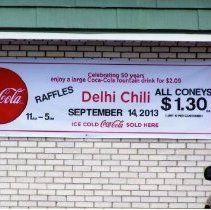 Celebrating 50 years
enjoy a large Coca-Cola fountain drink for $2.09
Coca-Cola
RAFFLES
11AM - 5PM
Delhi Chili
SEPTEMBER 14, 2013
ALL CONEYS
$1.30
ICE COLD Coca-Cola SOLD HERE